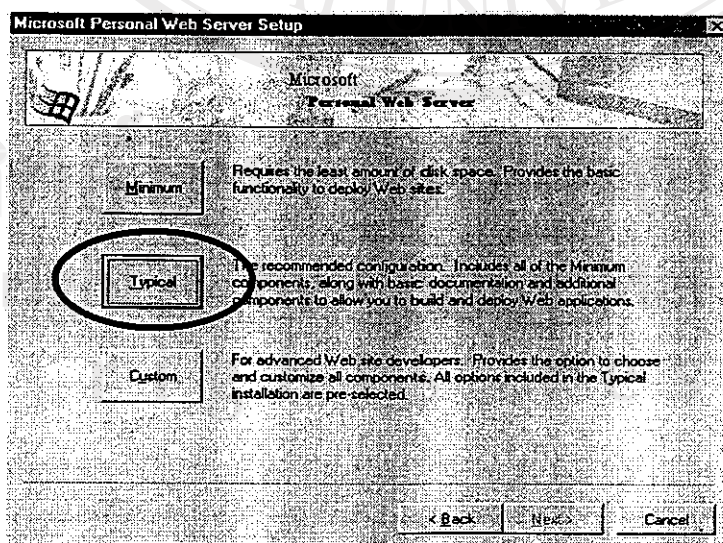 Microsoft Personal Web Server Setup
Microsoft
Personal Web Server
Minimum
Requires the least amount of disk space. Provides the basic
functionality to deploy Web sites.
Typical
The recommended configuration. Includes all of the Minimum
components, along with basic documentation and additional
components to allow you to build and deploy Web applications.
Custom
For advanced Web site developers. Provides the option to choose
and customize all components. All options included in the Typical
installation are pre-selected.
< Back
Next >
Cancel